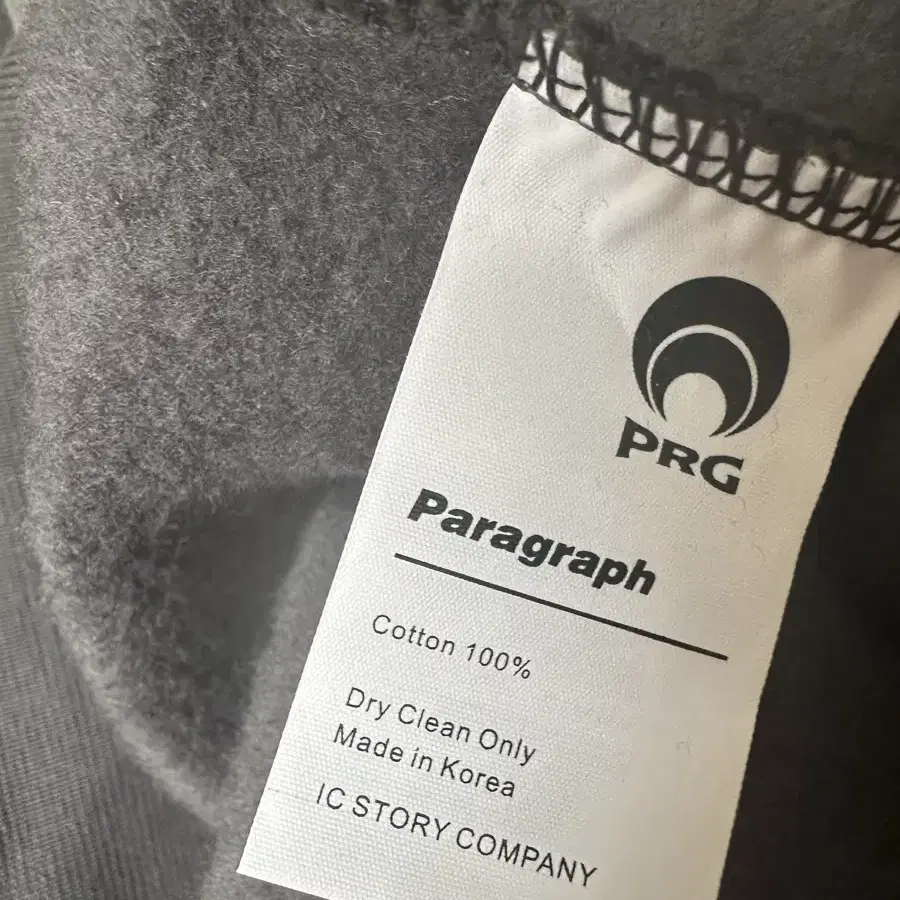 PRG
Paragraph
Cotton 100%
Dry Clean Only
Made in Korea
IC STORY COMPANY